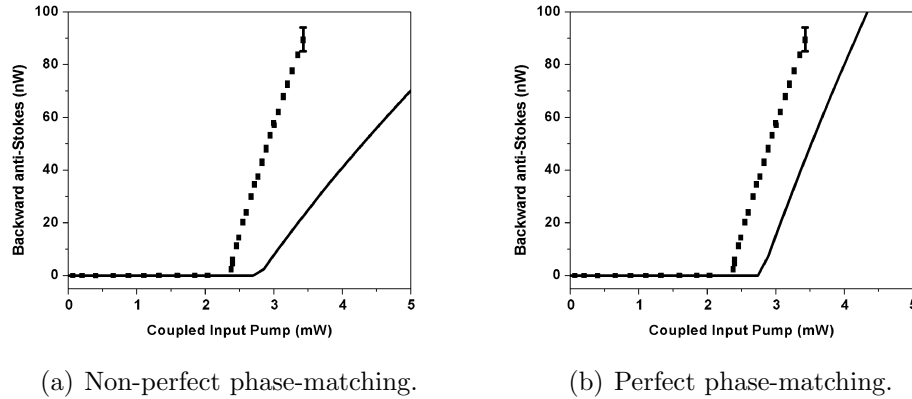 100
80
60
40
20
0
Backward anti-Stokes (nW)
0 1 2 3 4 5
Coupled Input Pump (mW)
(a) Non-perfect phase-matching.
100
80
60
40
20
0
Backward anti-Stokes (nW)
0 1 2 3 4 5
Coupled Input Pump (mW)
(b) Perfect phase-matching.